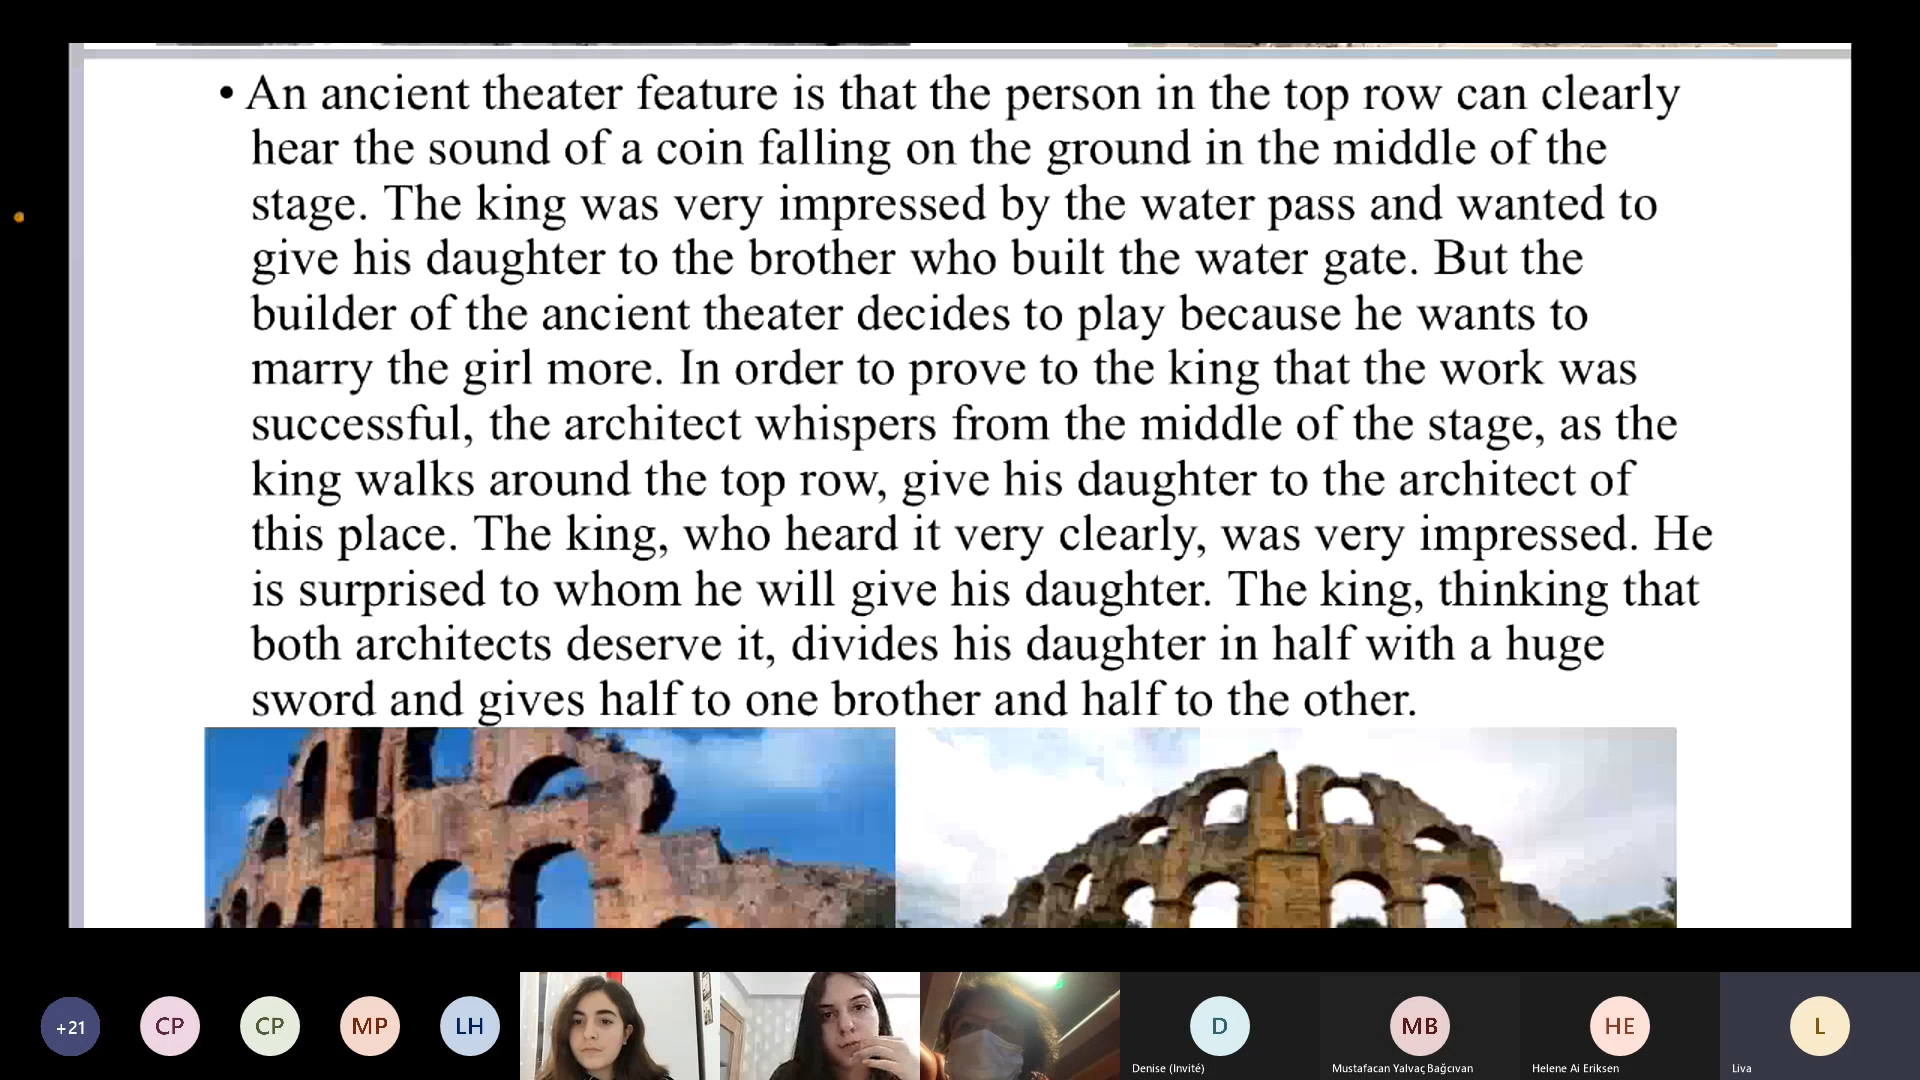 • An ancient theater feature is that the person in the top row can clearly
hear the sound of a coin falling on the ground in the middle of the
stage. The king was very impressed by the water pass and wanted to
give his daughter to the brother who built the water gate. But the
builder of the ancient theater decides to play because he wants to
marry the girl more. In order to prove to the king that the work was
successful, the architect whispers from the middle of the stage, as the
king walks around the top row, give his daughter to the architect of
this place. The king, who heard it very clearly, was very impressed. He
is surprised to whom he will give his daughter. The king, thinking that
both architects deserve it, divides his daughter in half with a huge
sword and gives half to one brother and half to the other.
+21
CP
CP
MP
LH
D
MB
HE
L
Denise (Invité)
Mustafacan Yalvaç Bağcıvan
Helene Ai Eriksen
Liva